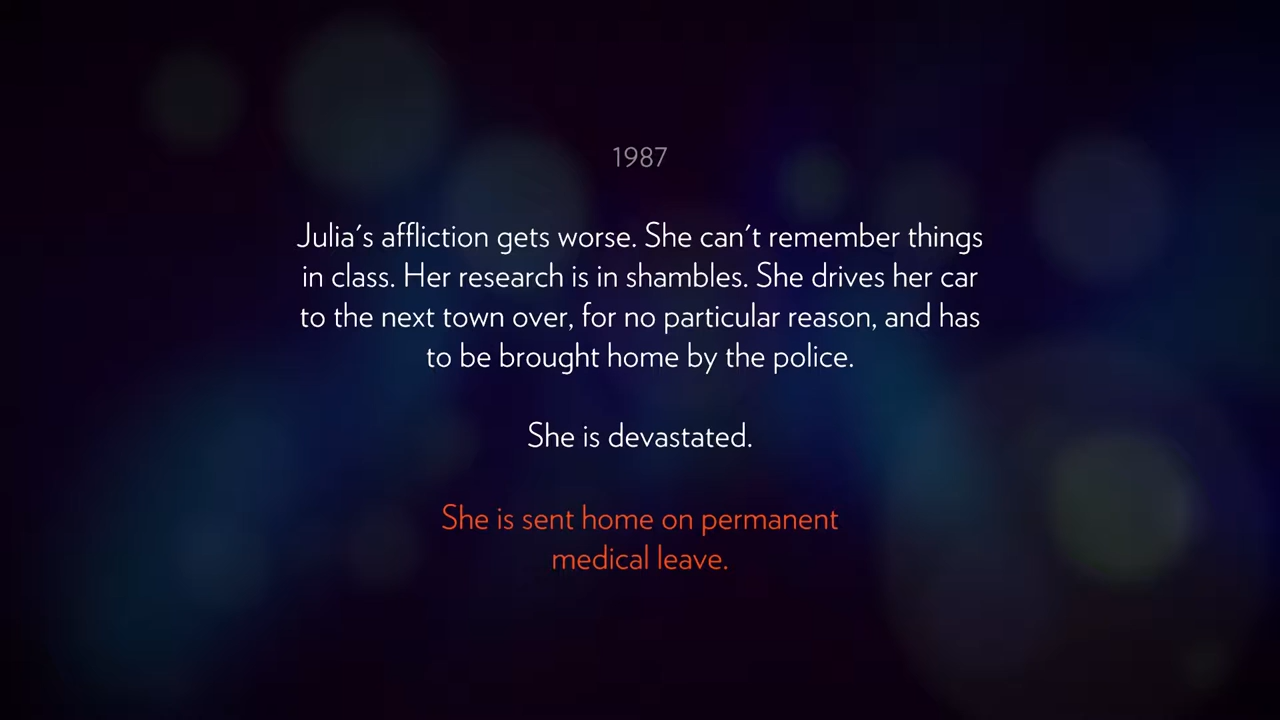 1987
Julia's affliction gets worse. She can't remember things
in class. Her research is in shambles. She drives her car
to the next town over, for no particular reason, and has
to be brought home by the police.
She is devastated.
She is sent home on permanent
medical leave.